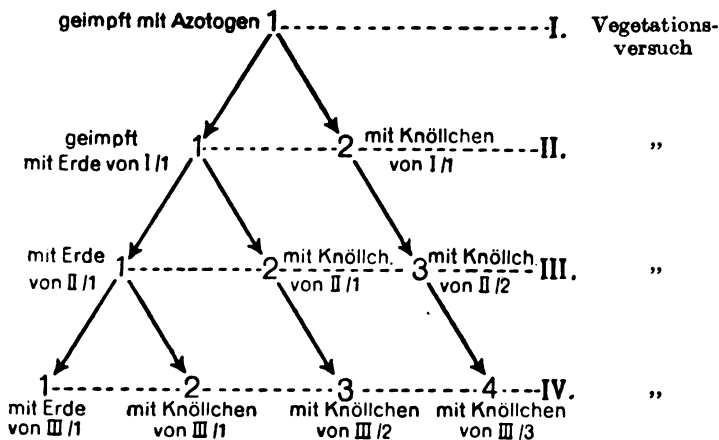 geimpft mit Azotogen 1 I. Vegetations-
versuch
geimpft
mit Erde von I/1 1 2 mit Knöllchen
von I/1 II. „
mit Erde
von II/1 1 2 mit Knöllch.
von II/1 3 mit Knöllch.
von II/2 III. „
1 2 3 4 IV. „
mit Erde
von III/1
mit Knöllchen
von III/1
mit Knöllchen
von III/2
mit Knöllchen
von III/3